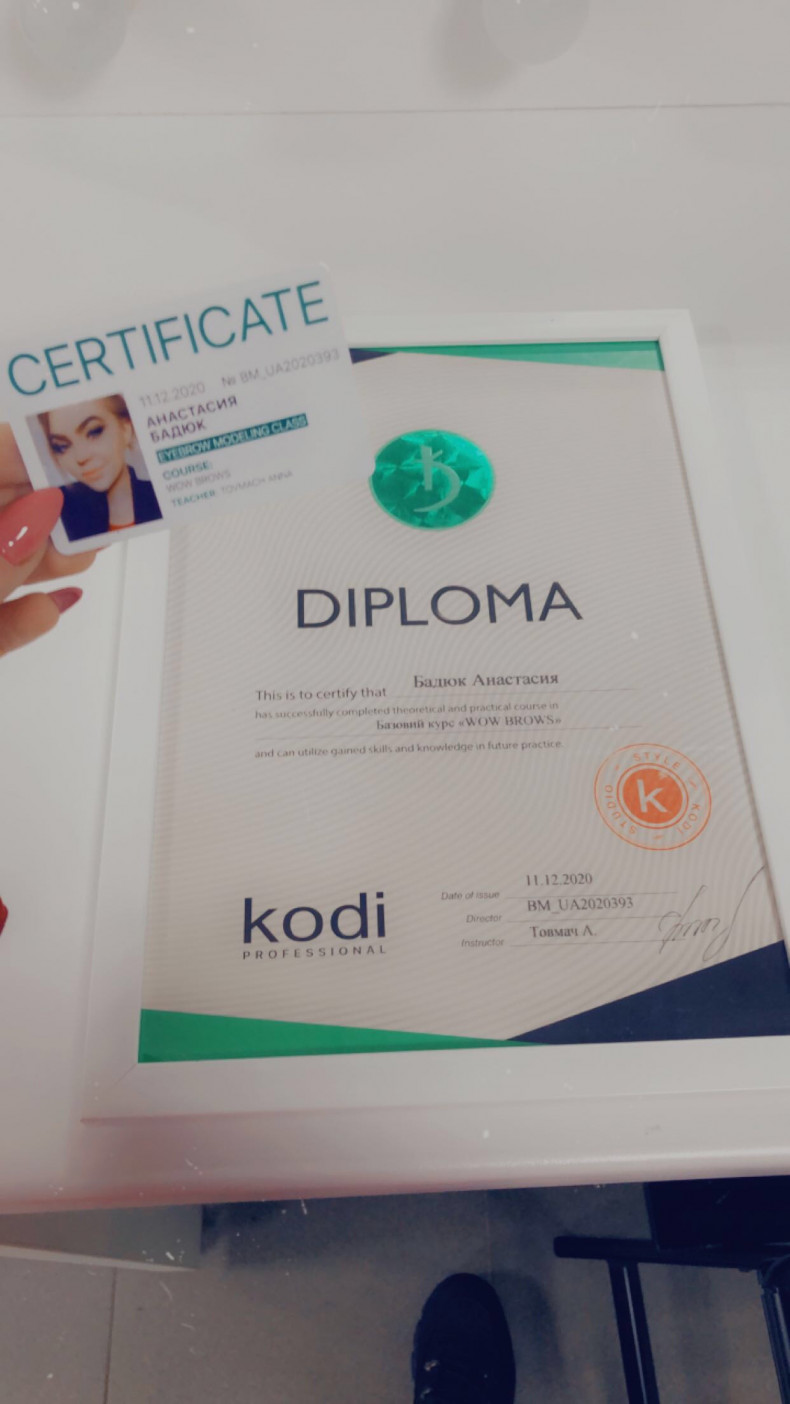 CERTIFICATE
11.12.2020 № BM_UA2020393
АНАСТАСИЯ
БАДЮК
EYEBROW MODELING CLASS
COURSE:
WOW BROWS
TEACHER: TOVMACH ANNA
DIPLOMA
This is to certify that Бадюк Анастасия
has successfully completed theoretical and practical course in
Базовий курс «WOW BROWS»
and can utilize gained skills and knowledge in future practice.
STYLE KODI STUDIO
k
kodi
PROFESSIONAL
Date of issue 11.12.2020
Director BM_UA2020393
Instructor Товмач А.